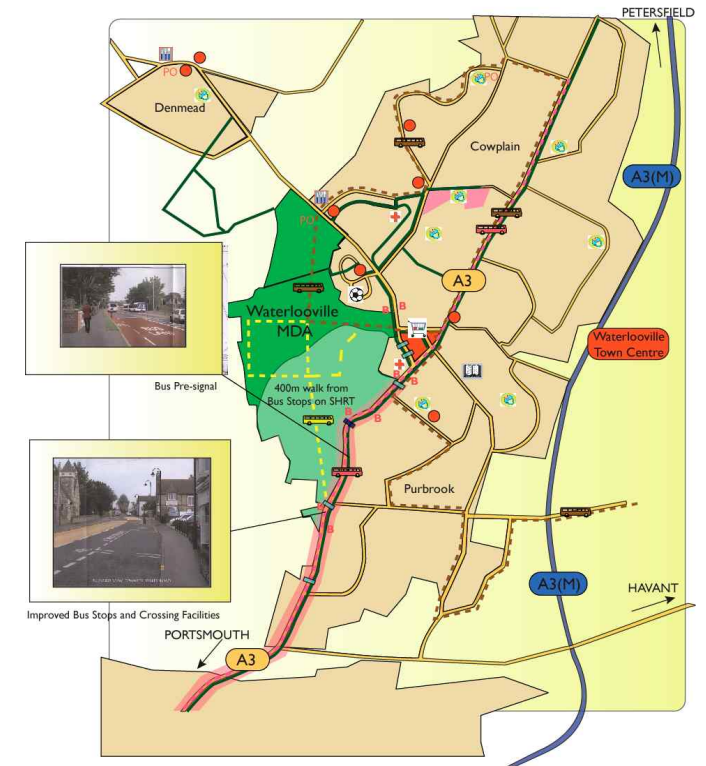 PETERSFIELD
PO
Denmead
PO
Cowplain
A3(M)
PO
A3
B
B
Waterlooville
MDA
Waterlooville
Town Centre
Bus Pre-signal
400m walk from
Bus Stops on SHRT
B
B
B
B
Purbrook
B
B
A3(M)
HAVANT
Improved Bus Stops and Crossing Facilities
PORTSMOUTH
A3